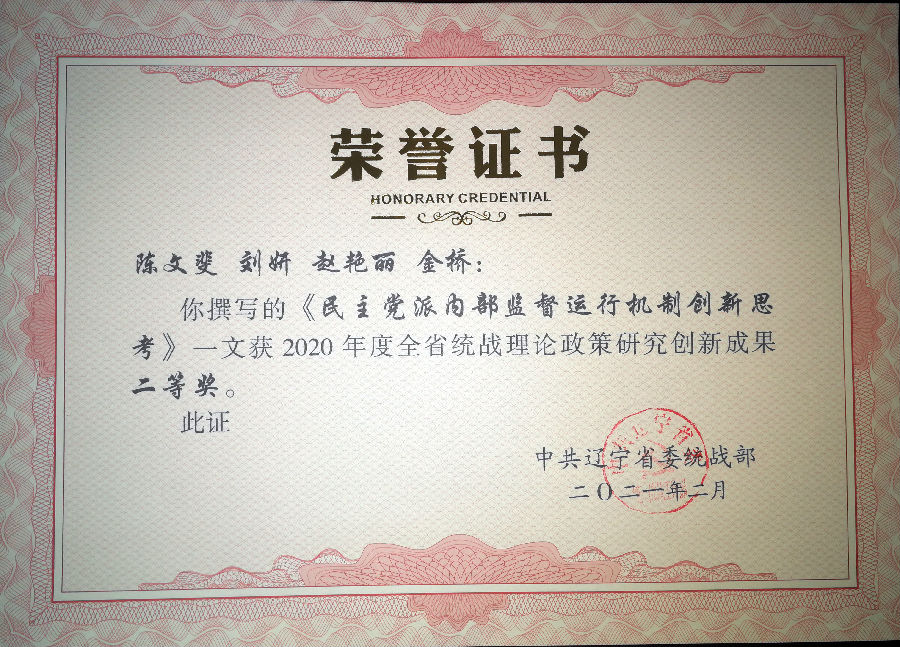 荣誉证书
HONORARY CREDENTIAL
陈文斐 刘妍 赵艳丽 金桥：
你撰写的《民主党派内部监督运行机制创新思
考》一文获 2020 年度全省统战理论政策研究创新成果
二等奖。
此证
中共辽宁省委统战部
二〇二一年二月